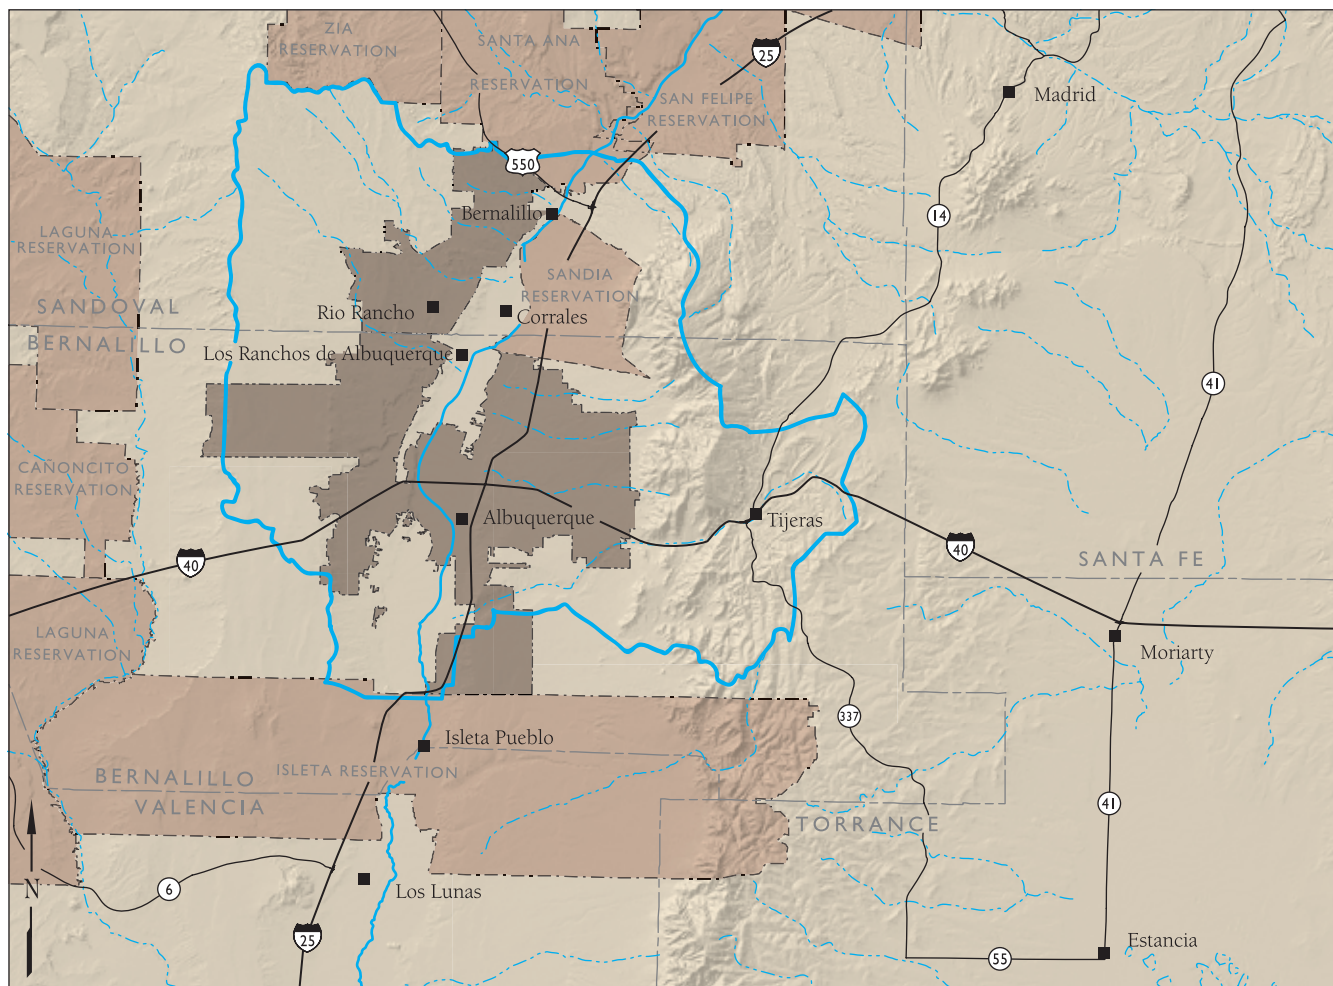 ZIA
RESERVATION
SANTA ANA
RESERVATION
25
SAN FELIPE
RESERVATION
Madrid
550
14
Bernalillo
LAGUNA
RESERVATION
SANDIA
RESERVATION
SANDOVAL
BERNALILLO
Rio Rancho
Corrales
Los Ranchos de Albuquerque
41
CAÑONCITO
RESERVATION
Albuquerque
Tijeras
40
40
SANTA FE
LAGUNA
RESERVATION
Moriarty
337
Isleta Pueblo
ISLETA RESERVATION
BERNALILLO
VALENCIA
41
TORRANCE
N
6
Los Lunas
25
Estancia
55